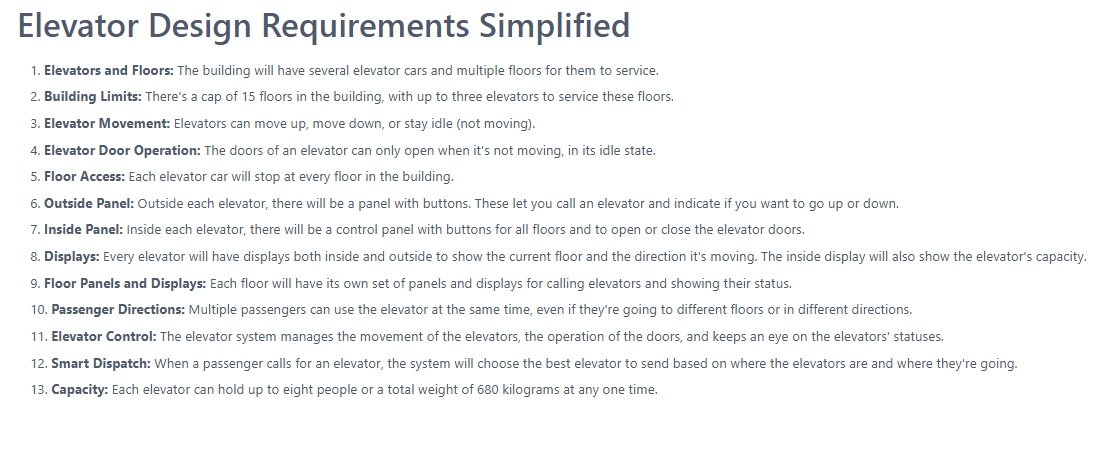 Elevator Design Requirements Simplified
1. Elevators and Floors: The building will have several elevator cars and multiple floors for them to service.
2. Building Limits: There's a cap of 15 floors in the building, with up to three elevators to service these floors.
3. Elevator Movement: Elevators can move up, move down, or stay idle (not moving).
4. Elevator Door Operation: The doors of an elevator can only open when it's not moving, in its idle state.
5. Floor Access: Each elevator car will stop at every floor in the building.
6. Outside Panel: Outside each elevator, there will be a panel with buttons. These let you call an elevator and indicate if you want to go up or down.
7. Inside Panel: Inside each elevator, there will be a control panel with buttons for all floors and to open or close the elevator doors.
8. Displays: Every elevator will have displays both inside and outside to show the current floor and the direction it's moving. The inside display will also show the elevator's capacity.
9. Floor Panels and Displays: Each floor will have its own set of panels and displays for calling elevators and showing their status.
10. Passenger Directions: Multiple passengers can use the elevator at the same time, even if they're going to different floors or in different directions.
11. Elevator Control: The elevator system manages the movement of the elevators, the operation of the doors, and keeps an eye on the elevators' statuses.
12. Smart Dispatch: When a passenger calls for an elevator, the system will choose the best elevator to send based on where the elevators are and where they're going.
13. Capacity: Each elevator can hold up to eight people or a total weight of 680 kilograms at any one time.